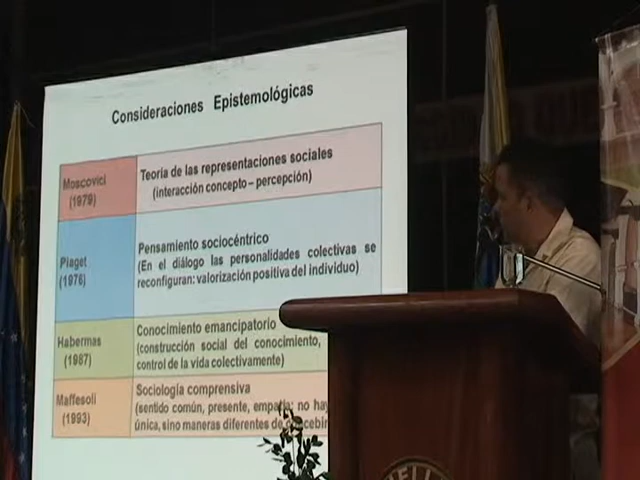 Consideraciones Epistemológicas
Moscovici
(1979)
Teoría de las representaciones sociales
(interacción concepto – percepción)
Piaget
(1976)
Pensamiento sociocéntrico
(En el diálogo las personalidades colectivas se
reconfiguran: valorización positiva del individuo)
Habermas
(1987)
Conocimiento emancipatorio
(construcción social del conocimiento,
control de la vida colectivamente)
Maffesoli
(1993)
Sociología comprensiva
(sentido común, presente, empatía: no hay
única, sino maneras diferentes de